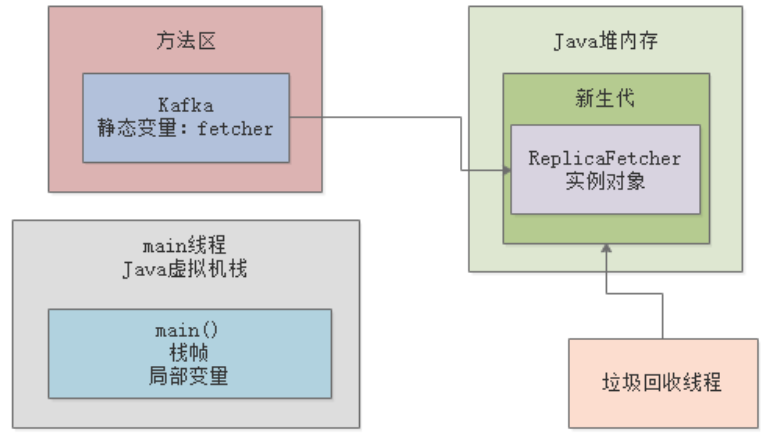 方法区
Kafka
静态变量：fetcher
Java堆内存
新生代
ReplicaFetcher
实例对象
main线程
Java虚拟机栈
main()
栈帧
局部变量
垃圾回收线程